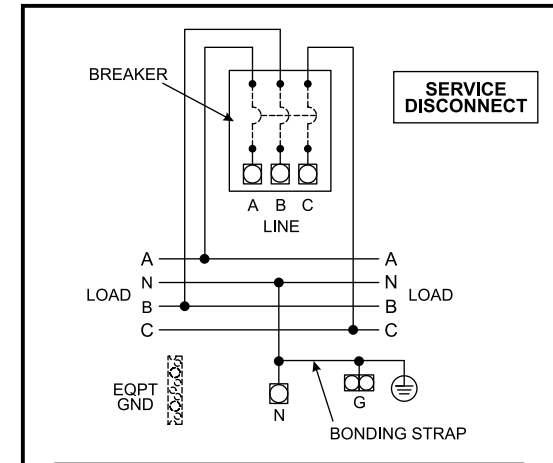 BREAKER
SERVICE
DISCONNECT
A B C
LINE
A A
N N
LOAD LOAD
B B
C C
EQPT
GND
N
G
BONDING STRAP